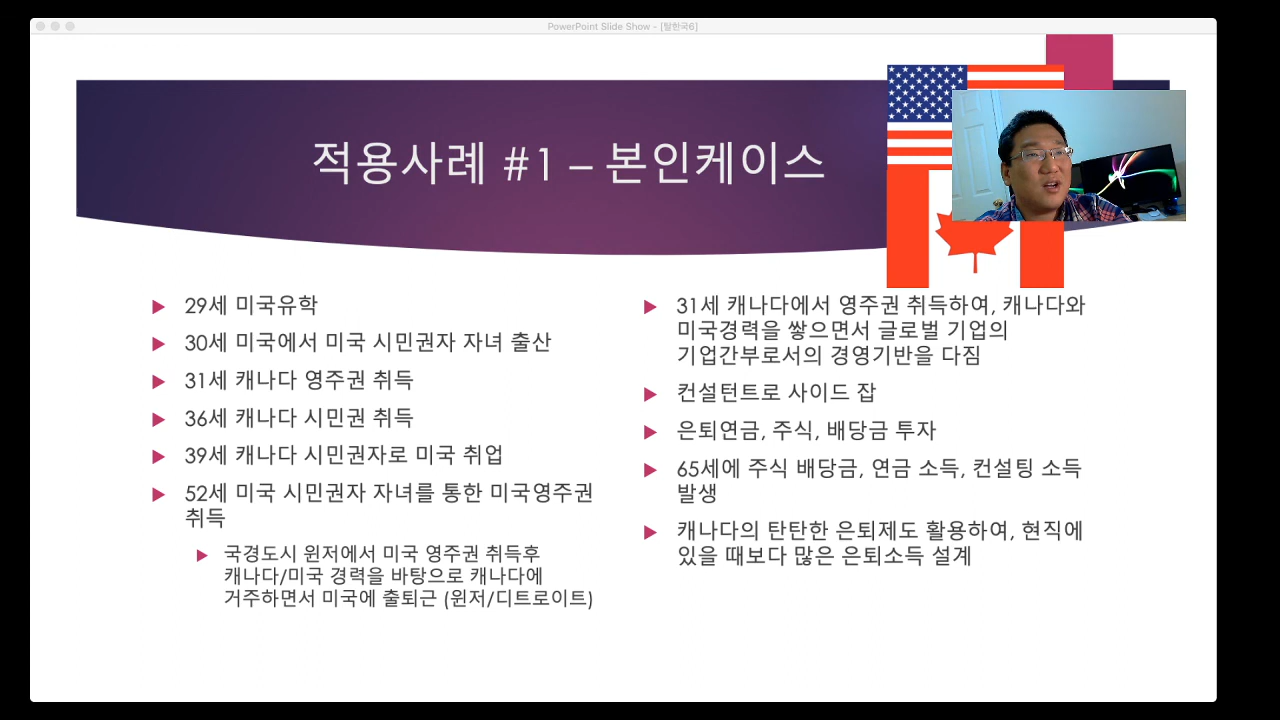 PowerPoint Slide Show - [탈한국6]
적용사례 #1 – 본인케이스
29세 미국유학
30세 미국에서 미국 시민권자 자녀 출산
31세 캐나다 영주권 취득
36세 캐나다 시민권 취득
39세 캐나다 시민권자로 미국 취업
52세 미국 시민권자 자녀를 통한 미국영주권
취득
국경도시 윈저에서 미국 영주권 취득후
캐나다/미국 경력을 바탕으로 캐나다에
거주하면서 미국에 출퇴근 (윈저/디트로이트)
31세 캐나다에서 영주권 취득하여, 캐나다와
미국경력을 쌓으면서 글로벌 기업의
기업간부로서의 경영기반을 다짐
컨설턴트로 사이드 잡
은퇴연금, 주식, 배당금 투자
65세에 주식 배당금, 연금 소득, 컨설팅 소득
발생
캐나다의 탄탄한 은퇴제도 활용하여, 현직에
있을 때보다 많은 은퇴소득 설계